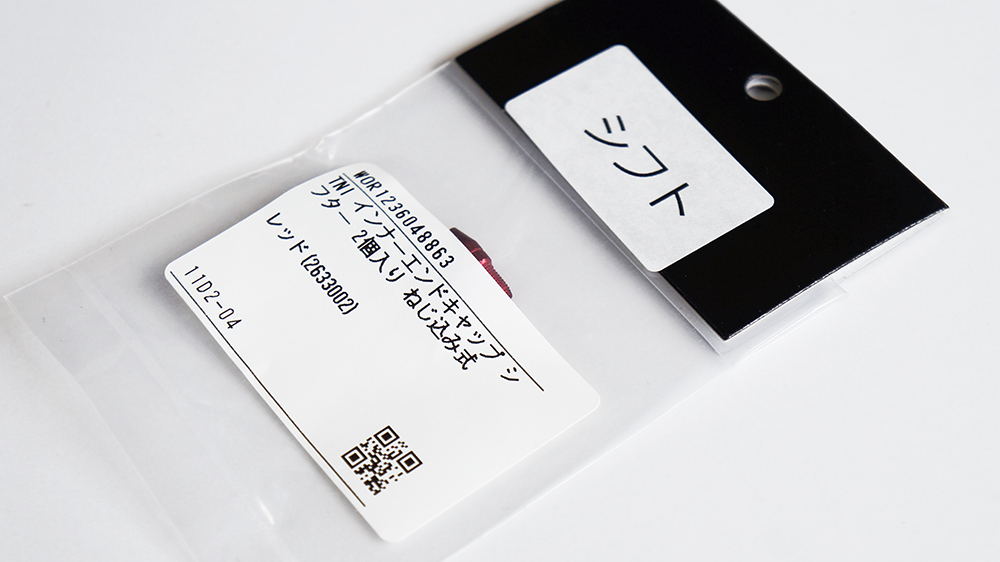 シフト
WOR1236048863
TNI インナーエンドキャップ シ
フター 2個入り ねじ込み式
レッド(2633002)
11D2-04